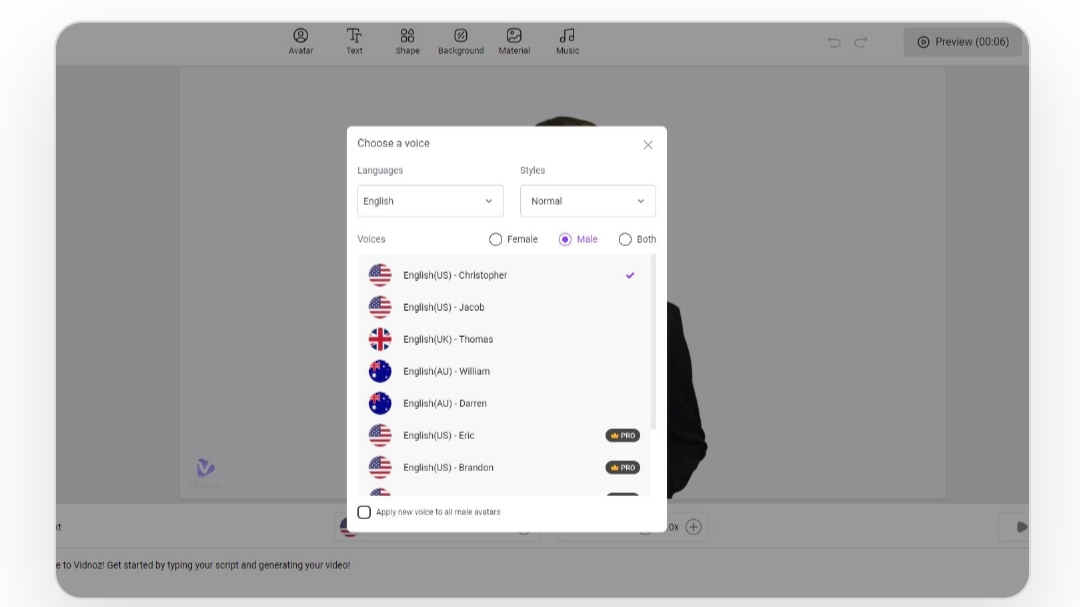 Avatar
Text
Shape
Background
Material
Music
Preview (00:06)
Choose a voice
Languages
Styles
English
Normal
Voices
Female
Male
Both
English(US) - Christopher
English(US) - Jacob
English(UK) - Thomas
English(AU) - William
English(AU) - Darren
English(US) - Eric
PRO
English(US) - Brandon
PRO
Apply new voice to all male avatars
.0x
e to Vidnoz! Get started by typing your script and generating your video!